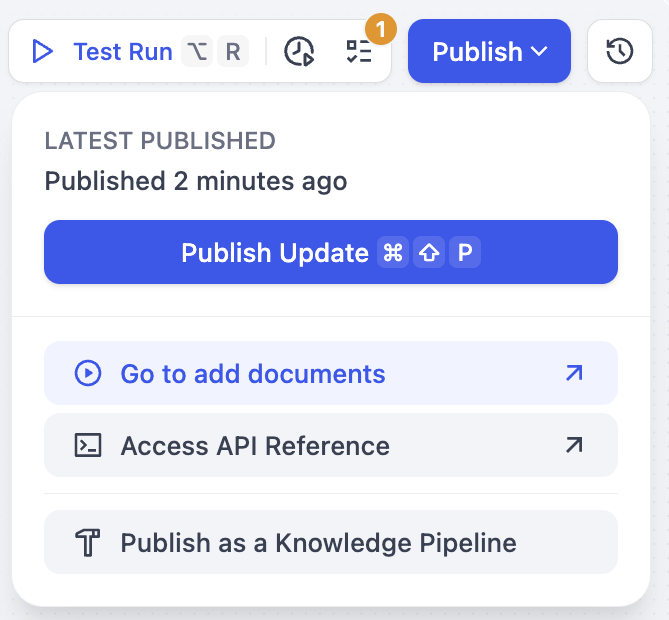 Test Run ⌥ R
1
Publish
LATEST PUBLISHED
Published 2 minutes ago
Publish Update ⌘ ⇧ P
Go to add documents
Access API Reference
Publish as a Knowledge Pipeline